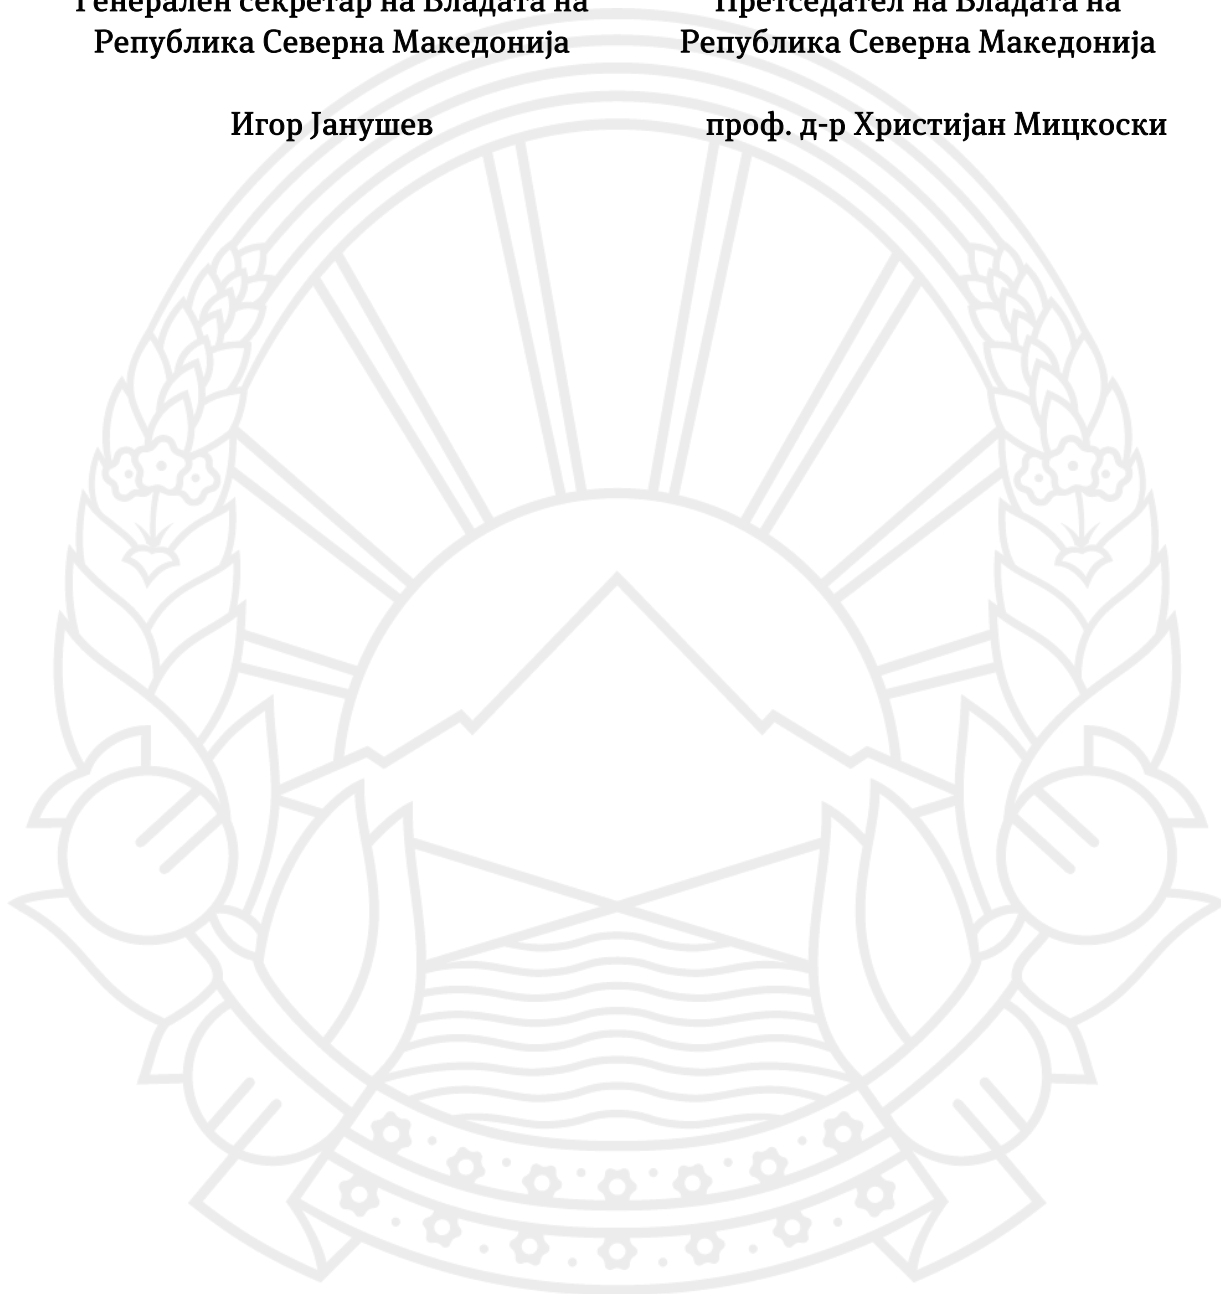 Генерален секретар на Владата на
Република Северна Македонија
Игор Јанушев
Претседател на Владата на
Република Северна Македонија
проф. д-р Христијан Мицкоски